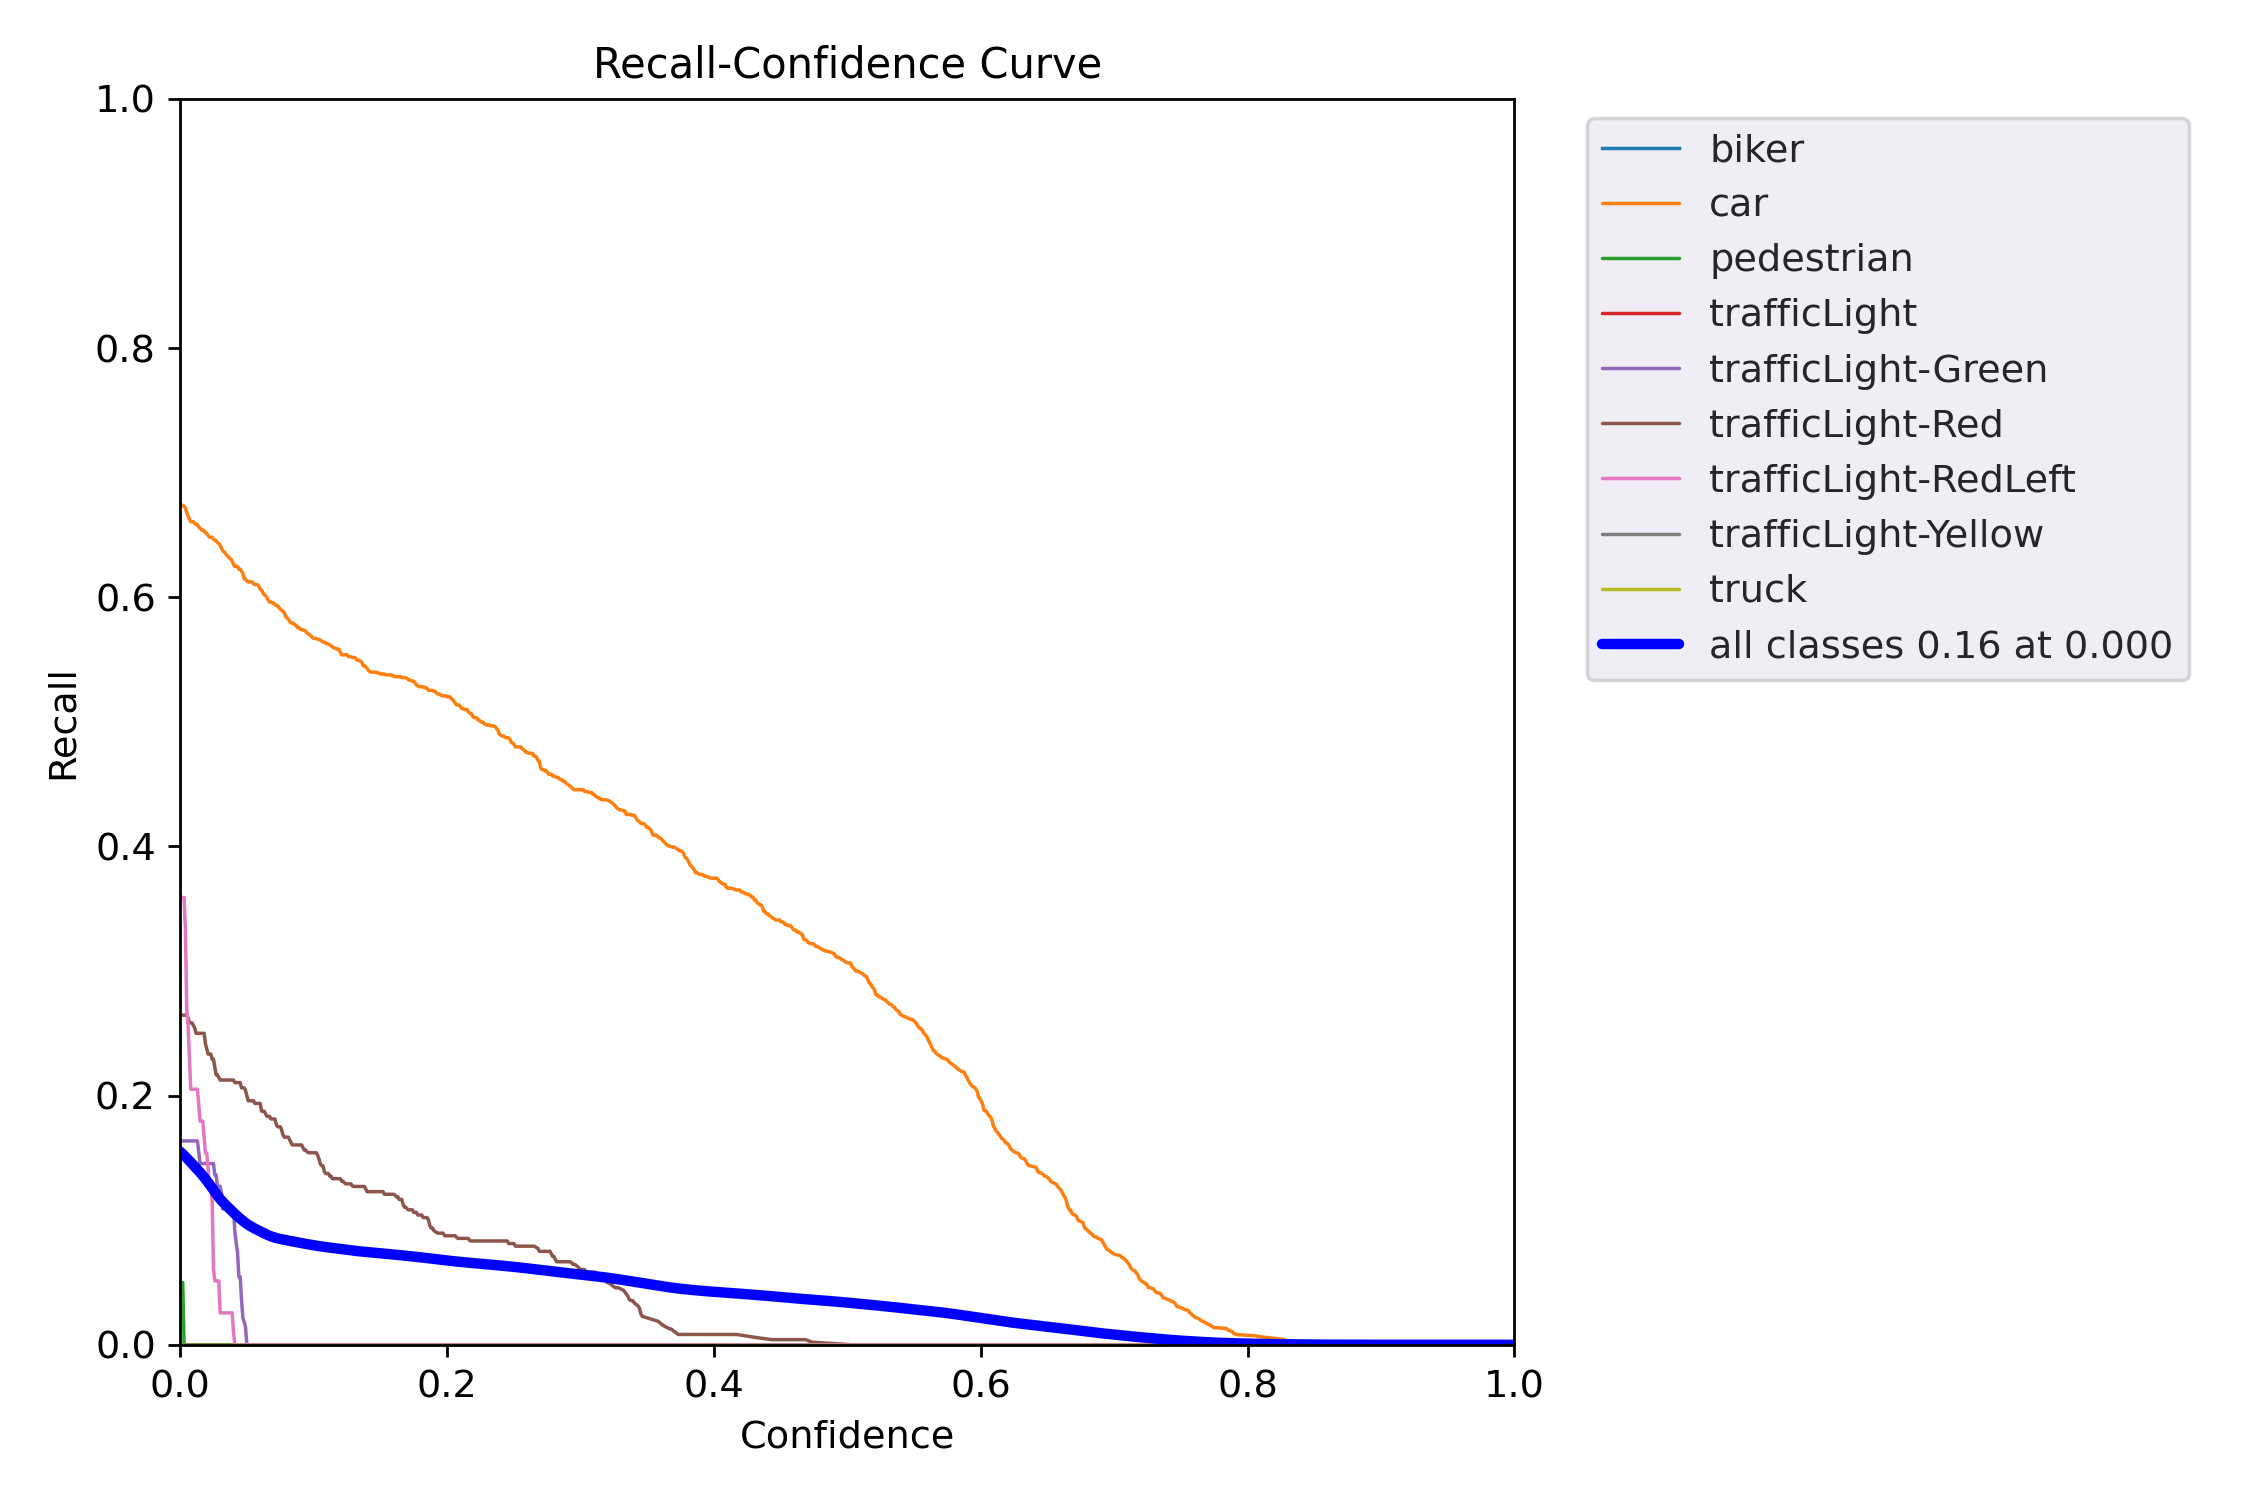 Recall-Confidence Curve
1.0
0.8
0.6
0.4
0.2
0.0
Recall
0.0 0.2 0.4 0.6 0.8 1.0
Confidence
biker
car
pedestrian
trafficLight
trafficLight-Green
trafficLight-Red
trafficLight-RedLeft
trafficLight-Yellow
truck
all classes 0.16 at 0.000